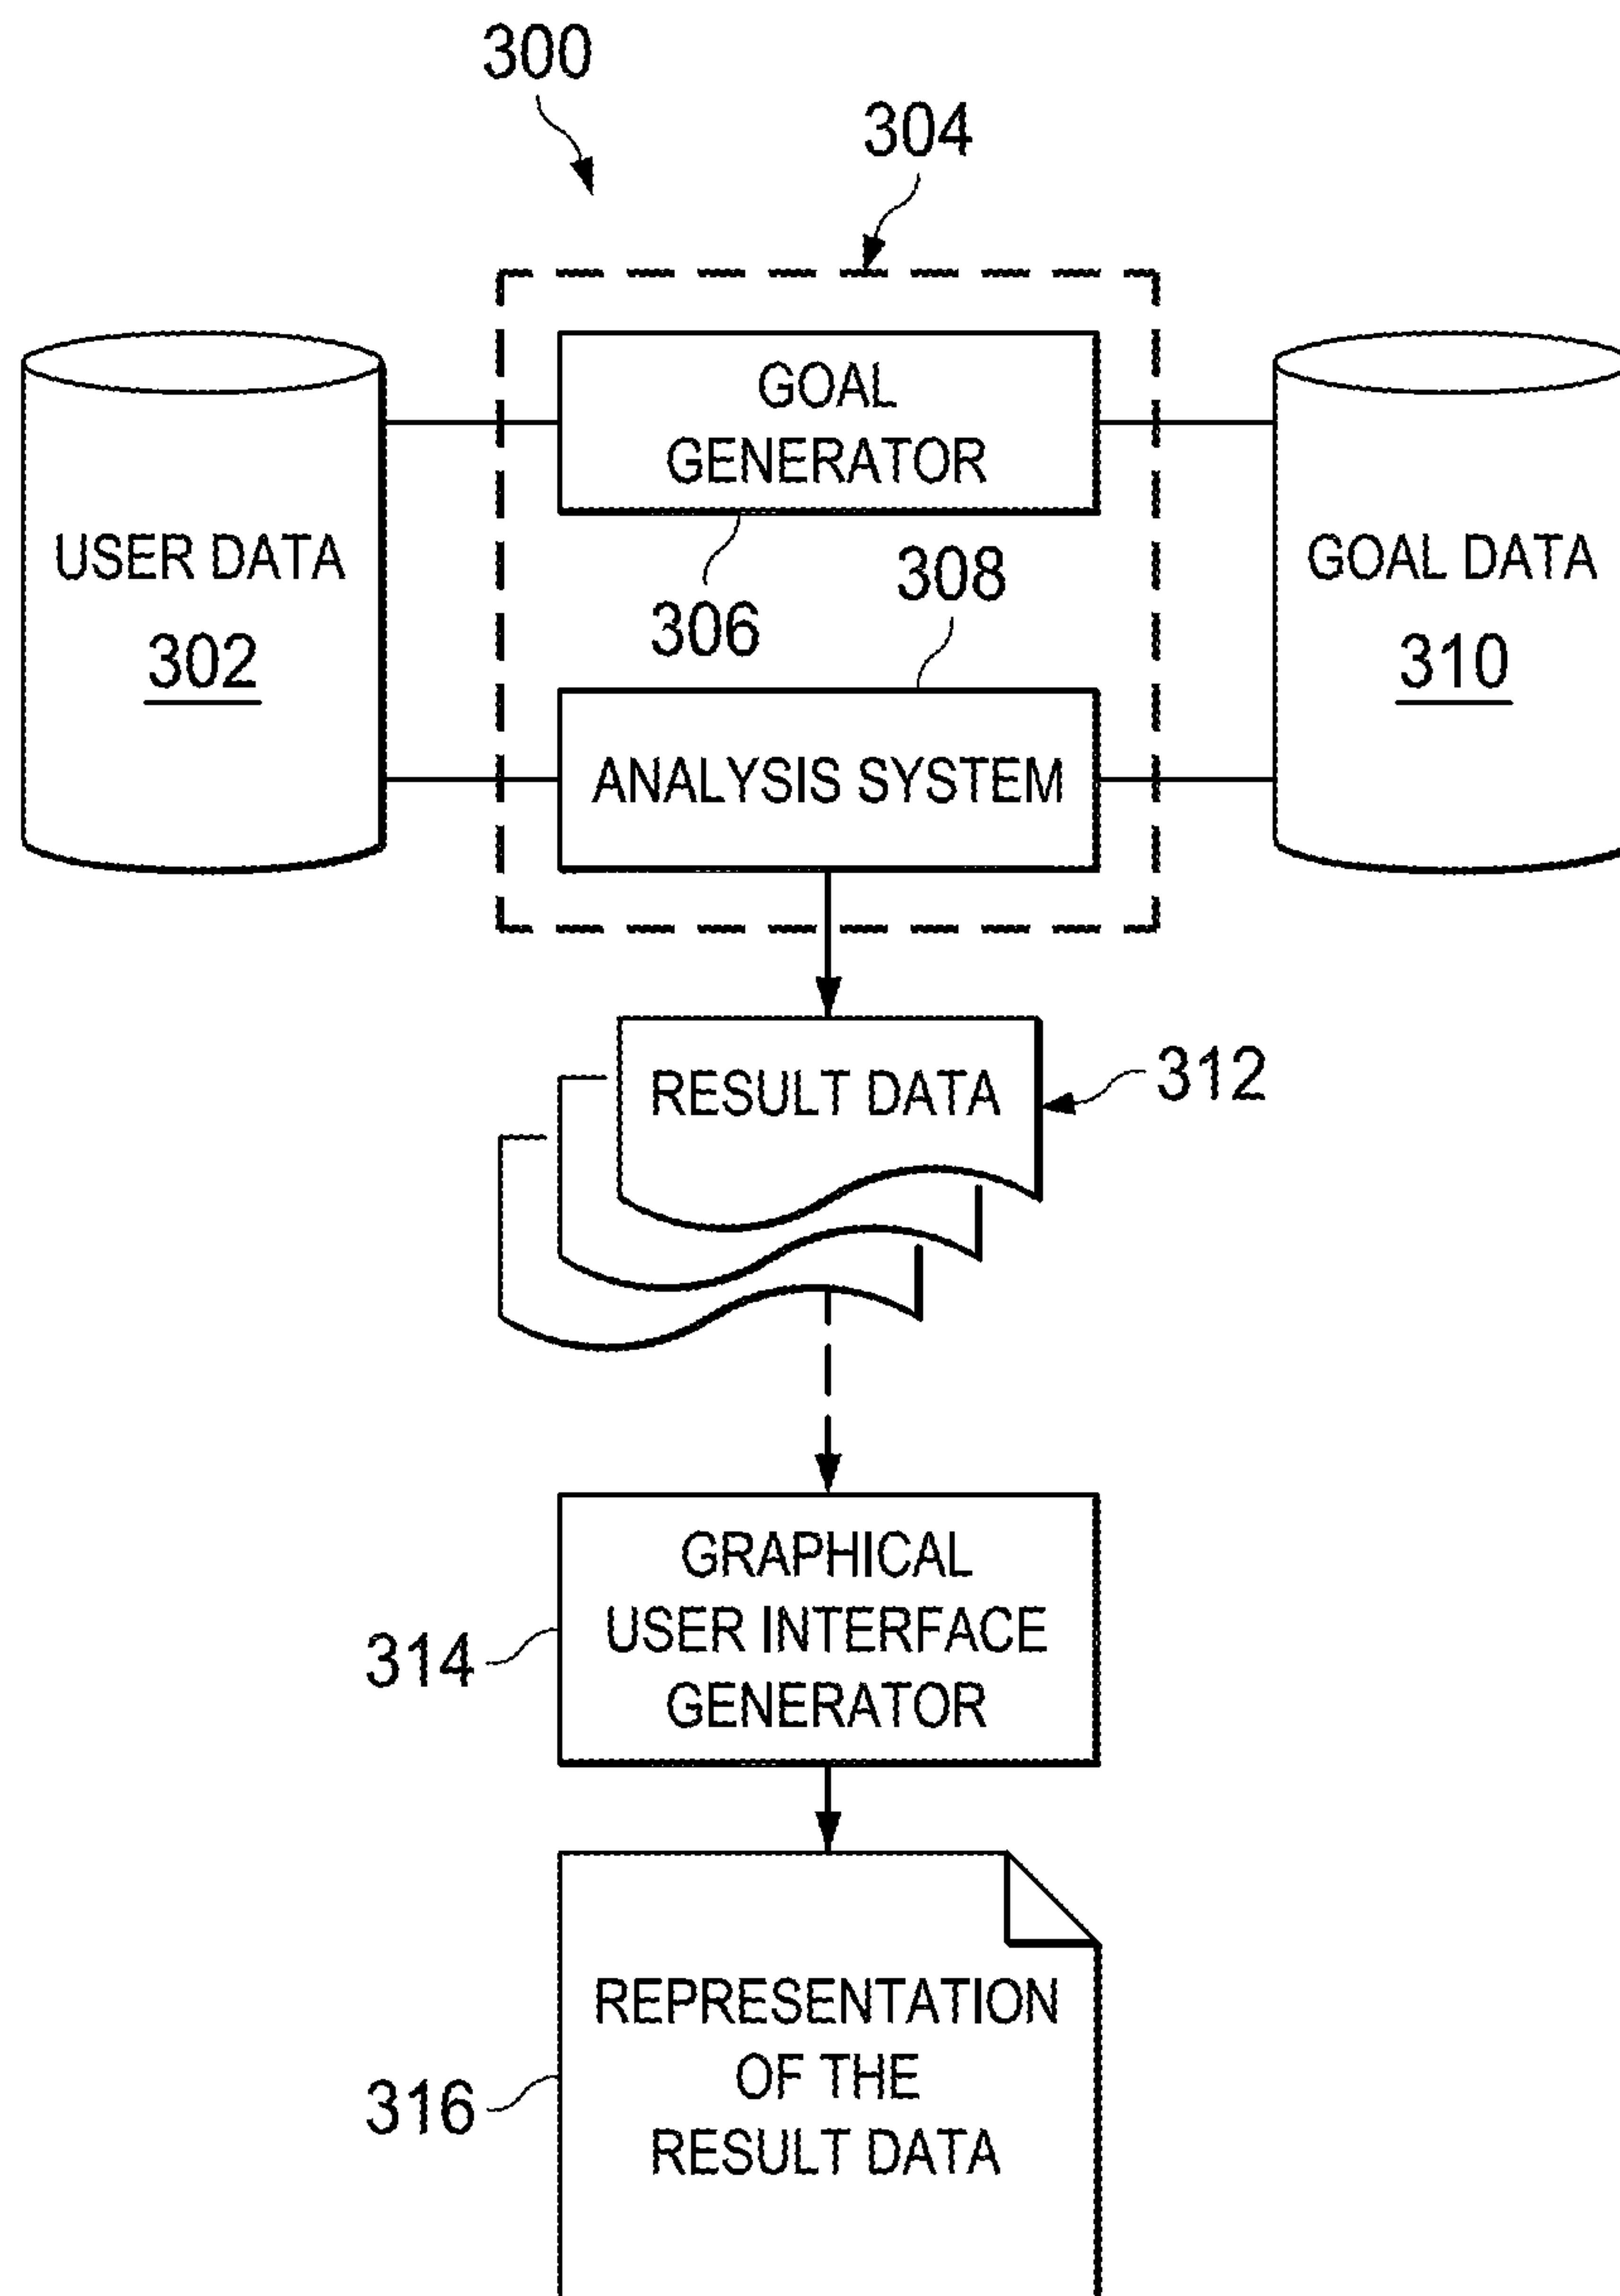 300
304
GOAL
GENERATOR
USER DATA
302
306
308
GOAL DATA
310
ANALYSIS SYSTEM
RESULT DATA
312
GRAPHICAL
USER INTERFACE
GENERATOR
314
REPRESENTATION
OF THE
RESULT DATA
316